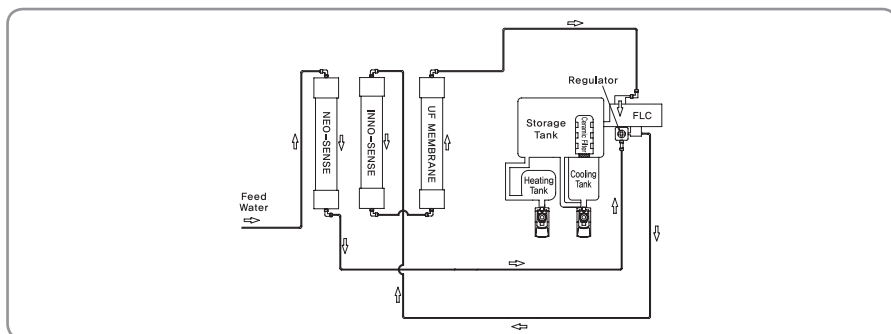 Feed
Water
NEO-SENSE
INNO-SENSE
UF MEMBRANE
Regulator
FLC
Storage
Tank
Ceramic Filter
Heating
Tank
Cooling
Tank